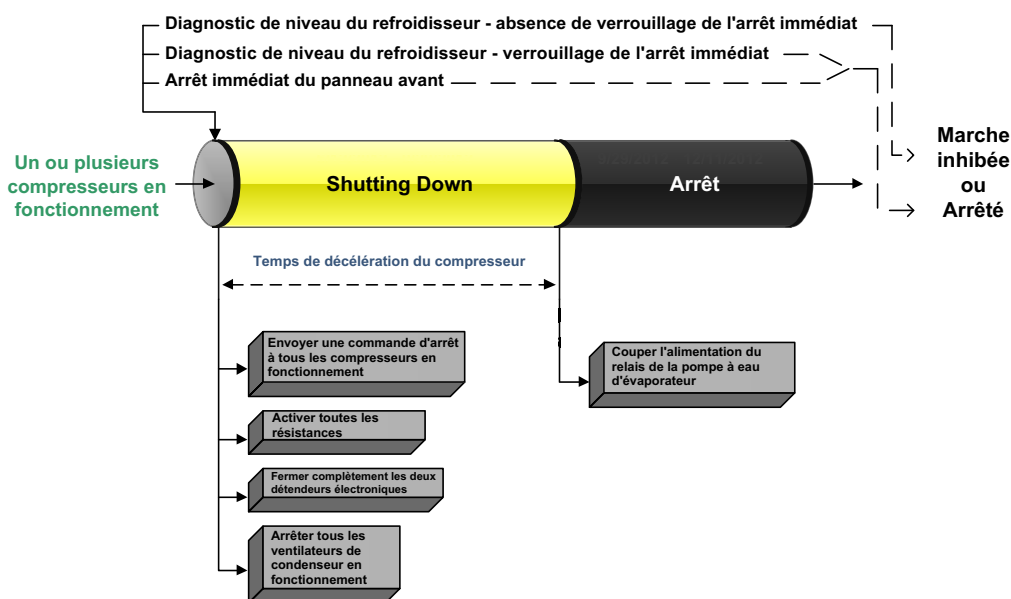 Diagnostic de niveau du refroidisseur - absence de verrouillage de l'arrêt immédiat
Diagnostic de niveau du refroidisseur - verrouillage de l'arrêt immédiat
Arrêt immédiat du panneau avant
Un ou plusieurs
compresseurs en
fonctionnement
Shutting Down
Arrêt
Marche
inhibée
ou
Arrêté
Temps de décélération du compresseur
Envoyer une commande d'arrêt
à tous les compresseurs en
fonctionnement
Activer toutes les
résistances
Fermer complètement les deux
détendeurs électroniques
Arrêter tous les
ventilateurs de
condenseur en
fonctionnement
Couper l'alimentation du
relais de la pompe à eau
d'évaporateur